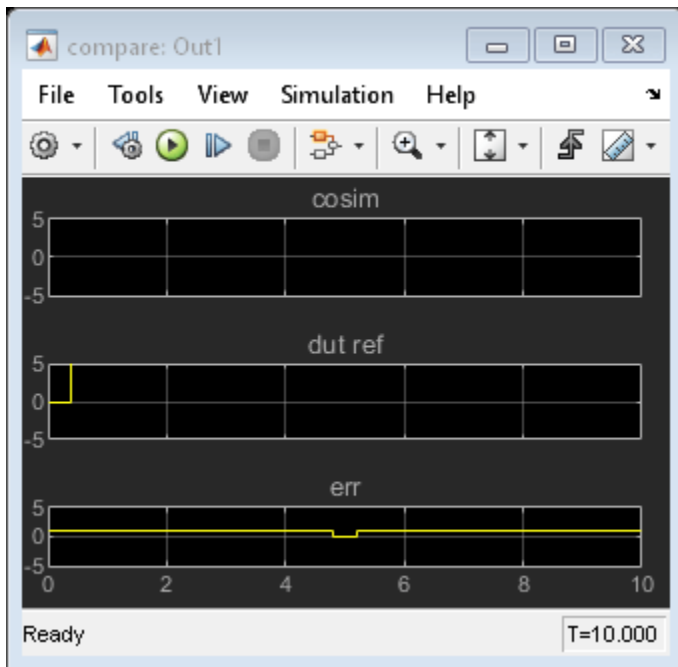 compare: Out1
File Tools View Simulation Help
cosim
5
0
-5
dut ref
5
0
-5
err
5
0
-5
0 2 4 6 8 10
Ready T=10.000